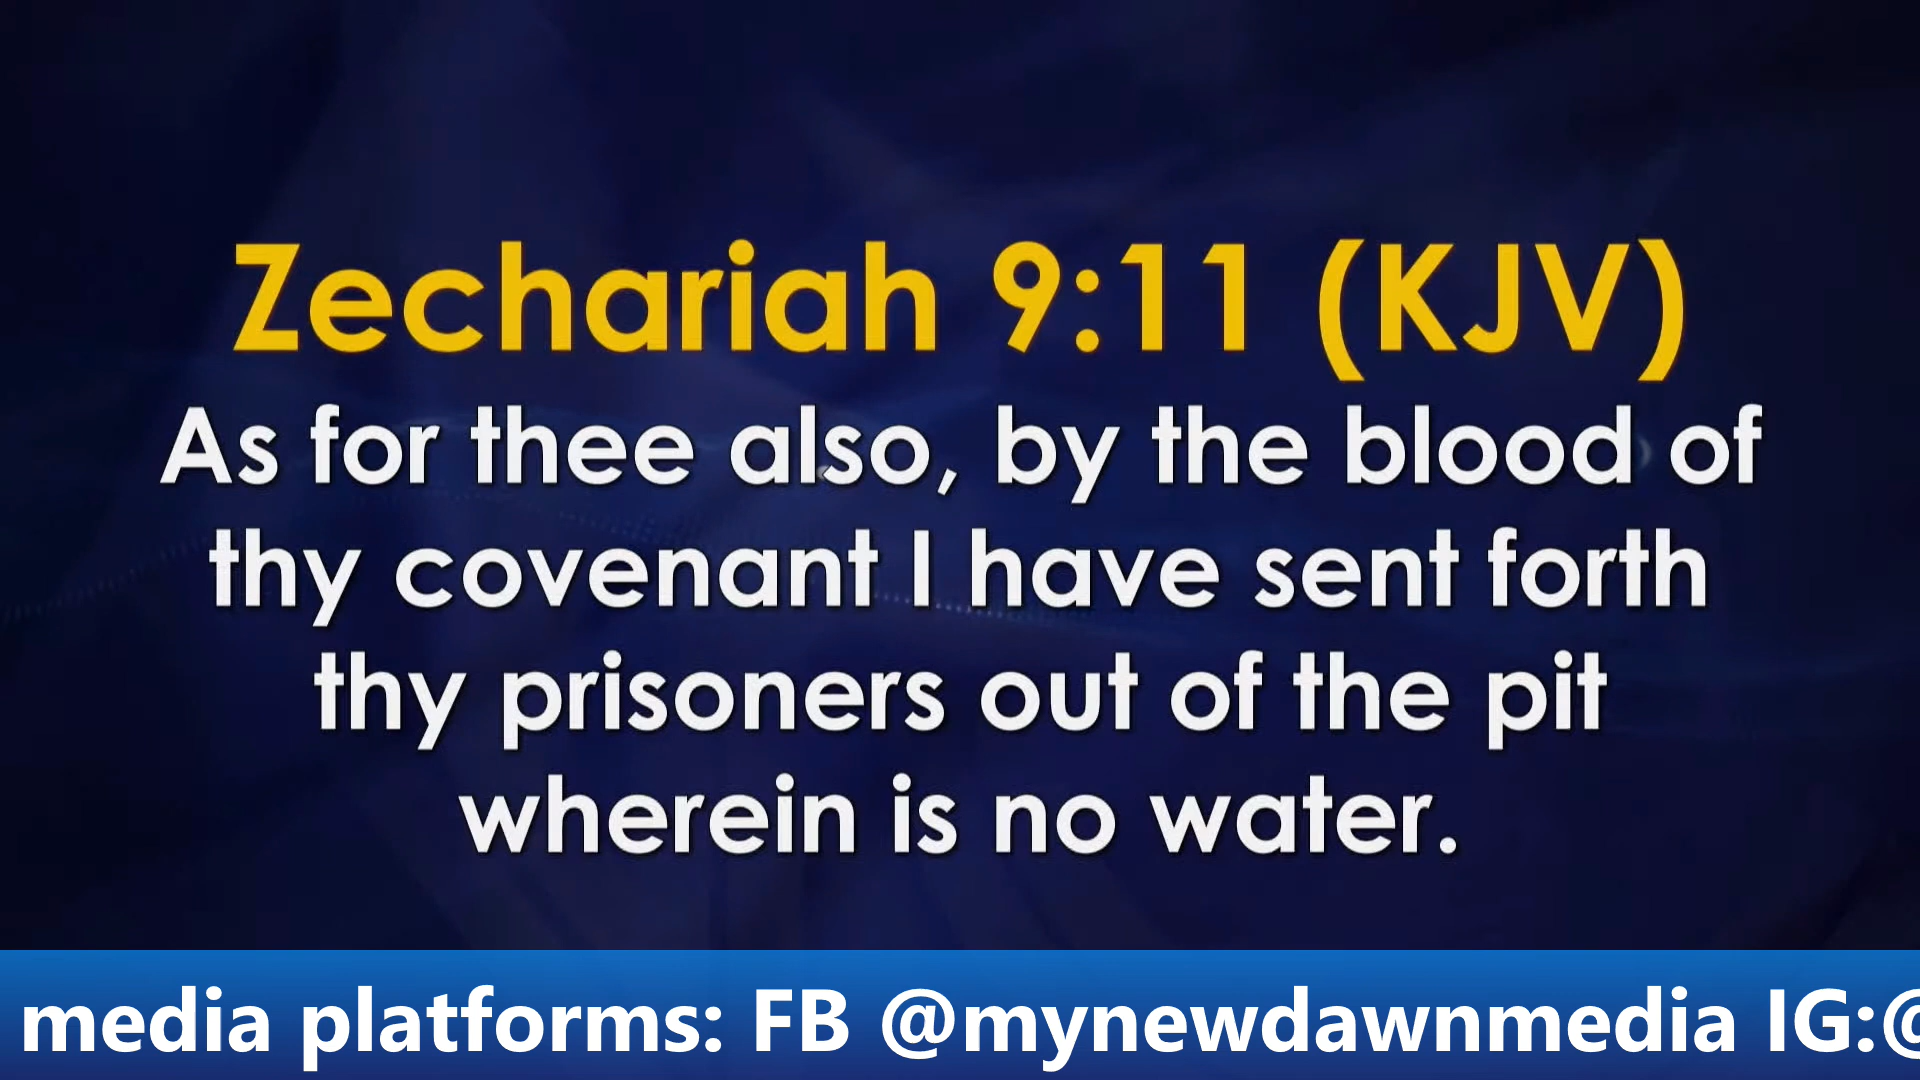 Zechariah 9:11 (KJV)
As for thee also, by the blood of
thy covenant I have sent forth
thy prisoners out of the pit
wherein is no water.
media platforms: FB @mynewdawnmedia IG:@